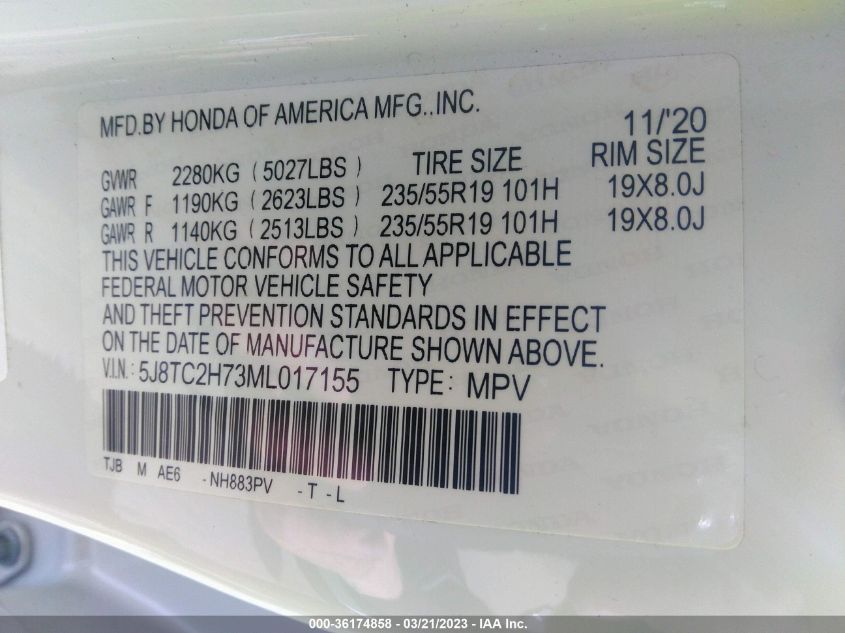 MFD.BY HONDA OF AMERICA MFG.,INC.
11/'20
GVWR 2280KG (5027LBS) TIRE SIZE RIM SIZE
GAWR F 1190KG (2623LBS) 235/55R19 101H 19X8.0J
GAWR R 1140KG (2513LBS) 235/55R19 101H 19X8.0J
THIS VEHICLE CONFORMS TO ALL APPLICABLE
FEDERAL MOTOR VEHICLE SAFETY
AND THEFT PREVENTION STANDARDS IN EFFECT
ON THE DATE OF MANUFACTURE SHOWN ABOVE.
V.I.N.: 5J8TC2H73ML017155 TYPE: MPV
TJB M AE6 -NH883PV -T -L
000-36174858 - 03/21/2023 - IAA Inc.